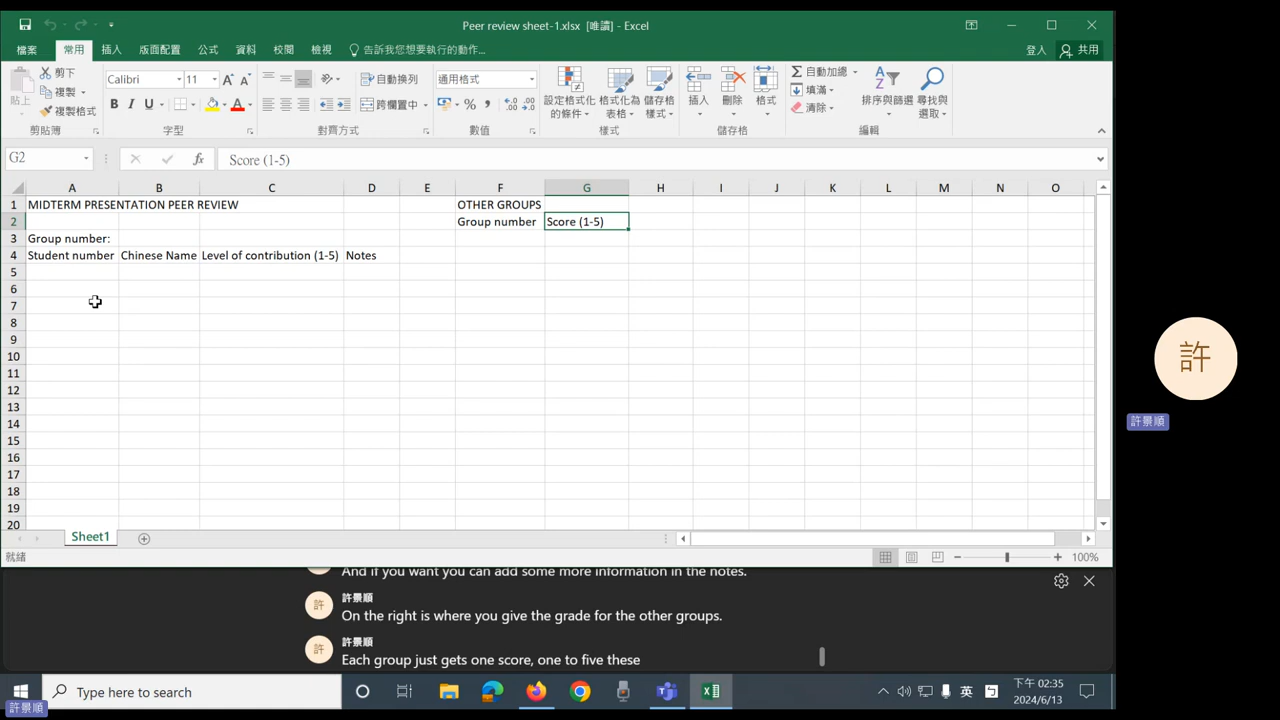 Peer review sheet-1.xlsx [唯讀] - Excel
檔案 常用 插入 版面配置 公式 資料 校閱 檢視 告訴我您想要執行的動作... 登入 共用
貼上 剪下 複製 複製格式 剪貼簿
Calibri 11 B I U 字型
自動換列 跨欄置中 對齊方式
通用格式 % 數值
設定格式化的條件 格式化為表格 儲存格樣式 樣式
插入 刪除 格式 儲存格
自動加總 填滿 清除 排序與篩選 尋找與選取 編輯
G2 fx Score (1-5)
A B C D E F G H I J K L M N O
1 MIDTERM PRESENTATION PEER REVIEW OTHER GROUPS
2 Group number Score (1-5)
3 Group number:
4 Student number Chinese Name Level of contribution (1-5) Notes
5
6
7
8
9
10
11
12
13
14
15
16
17
18
19
20
Sheet1
就緒 100%
And if you want you can add some more information in the notes.
許景順
許 On the right is where you give the grade for the other groups.
許景順
許 Each group just gets one score, one to five these
Type here to search
英
下午 02:35
2024/6/13
許景順
許
許景順